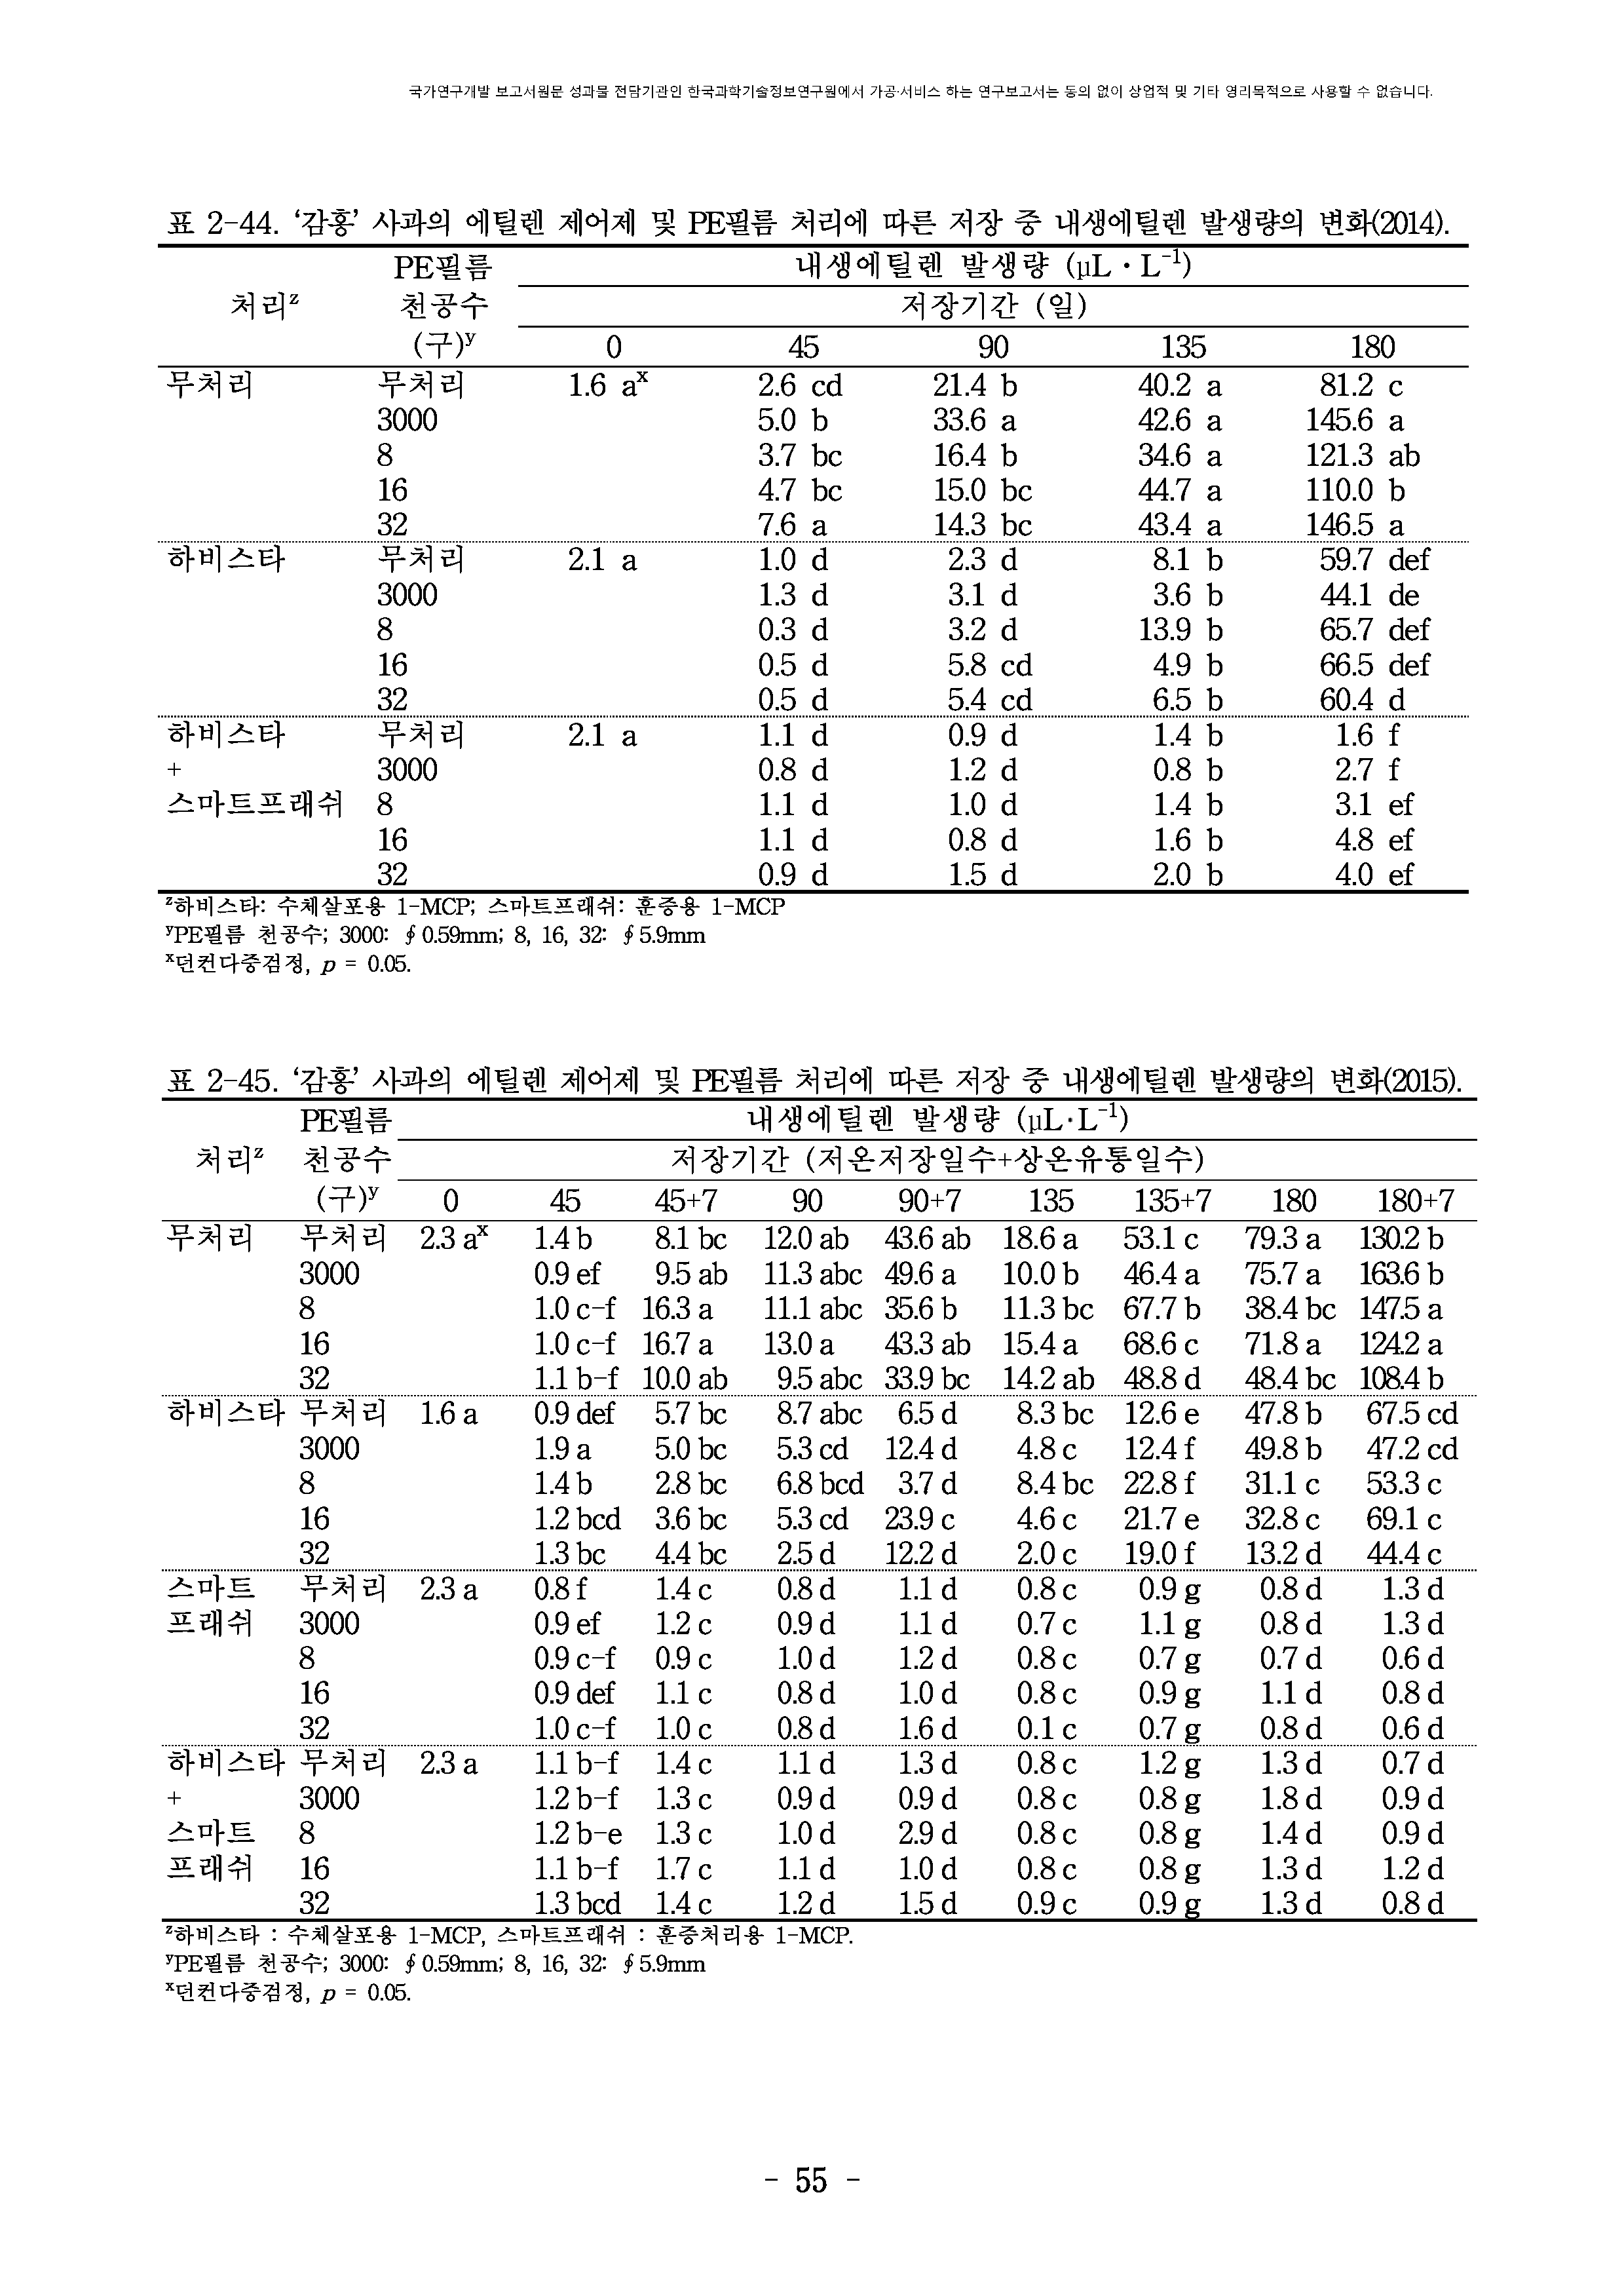 국가연구개발 보고서원문 성과물 전담기관인 한국과학기술정보연구원에서 가공·서비스 하는 연구보고서는 동의 없이 상업적 및 기타 영리목적으로 사용할 수 없습니다.
표 2-44. ‘감홍’ 사과의 에틸렌 제어제 및 PE필름 처리에 따른 저장 중 내생에틸렌 발생량의 변화(2014).
PE필름 내생에틸렌 발생량 (μL · L⁻¹)
처리ᶻ 천공수 저장기간 (일)
(구)ʸ 0 45 90 135 180
무처리 무처리 1.6 aˣ 2.6 cd 21.4 b 40.2 a 81.2 c
3000 5.0 b 33.6 a 42.6 a 145.6 a
8 3.7 bc 16.4 b 34.6 a 121.3 ab
16 4.7 bc 15.0 bc 44.7 a 110.0 b
32 7.6 a 14.3 bc 43.4 a 146.5 a
하비스타 무처리 2.1 a 1.0 d 2.3 d 8.1 b 59.7 def
3000 1.3 d 3.1 d 3.6 b 44.1 de
8 0.3 d 3.2 d 13.9 b 65.7 def
16 0.5 d 5.8 cd 4.9 b 66.5 def
32 0.5 d 5.4 cd 6.5 b 60.4 d
하비스타 무처리 2.1 a 1.1 d 0.9 d 1.4 b 1.6 f
+ 3000 0.8 d 1.2 d 0.8 b 2.7 f
스마트프래쉬 8 1.1 d 1.0 d 1.4 b 3.1 ef
16 1.1 d 0.8 d 1.6 b 4.8 ef
32 0.9 d 1.5 d 2.0 b 4.0 ef
ᶻ하비스타: 수체살포용 1-MCP; 스마트프래쉬: 훈증용 1-MCP
ʸPE필름 천공수; 3000: ∮0.59mm; 8, 16, 32: ∮5.9mm
ˣ던컨다중검정, p = 0.05.
표 2-45. ‘감홍’ 사과의 에틸렌 제어제 및 PE필름 처리에 따른 저장 중 내생에틸렌 발생량의 변화(2015).
PE필름 내생에틸렌 발생량 (μL·L⁻¹)
처리ᶻ 천공수 저장기간 (저온저장일수+상온유통일수)
(구)ʸ 0 45 45+7 90 90+7 135 135+7 180 180+7
무처리 무처리 2.3 aˣ 1.4 b 8.1 bc 12.0 ab 43.6 ab 18.6 a 53.1 c 79.3 a 130.2 b
3000 0.9 ef 9.5 ab 11.3 abc 49.6 a 10.0 b 46.4 a 75.7 a 163.6 b
8 1.0 c-f 16.3 a 11.1 abc 35.6 b 11.3 bc 67.7 b 38.4 bc 147.5 a
16 1.0 c-f 16.7 a 13.0 a 43.3 ab 15.4 a 68.6 c 71.8 a 124.2 a
32 1.1 b-f 10.0 ab 9.5 abc 33.9 bc 14.2 ab 48.8 d 48.4 bc 108.4 b
하비스타 무처리 1.6 a 0.9 def 5.7 bc 8.7 abc 6.5 d 8.3 bc 12.6 e 47.8 b 67.5 cd
3000 1.9 a 5.0 bc 5.3 cd 12.4 d 4.8 c 12.4 f 49.8 b 47.2 cd
8 1.4 b 2.8 bc 6.8 bcd 3.7 d 8.4 bc 22.8 f 31.1 c 53.3 c
16 1.2 bcd 3.6 bc 5.3 cd 23.9 c 4.6 c 21.7 e 32.8 c 69.1 c
32 1.3 bc 4.4 bc 2.5 d 12.2 d 2.0 c 19.0 f 13.2 d 44.4 c
스마트 무처리 2.3 a 0.8 f 1.4 c 0.8 d 1.1 d 0.8 c 0.9 g 0.8 d 1.3 d
프래쉬 3000 0.9 ef 1.2 c 0.9 d 1.1 d 0.7 c 1.1 g 0.8 d 1.3 d
8 0.9 c-f 0.9 c 1.0 d 1.2 d 0.8 c 0.7 g 0.7 d 0.6 d
16 0.9 def 1.1 c 0.8 d 1.0 d 0.8 c 0.9 g 1.1 d 0.8 d
32 1.0 c-f 1.0 c 0.8 d 1.6 d 0.1 c 0.7 g 0.8 d 0.6 d
하비스타 무처리 2.3 a 1.1 b-f 1.4 c 1.1 d 1.3 d 0.8 c 1.2 g 1.3 d 0.7 d
+ 3000 1.2 b-f 1.3 c 0.9 d 0.9 d 0.8 c 0.8 g 1.8 d 0.9 d
스마트 8 1.2 b-e 1.3 c 1.0 d 2.9 d 0.8 c 0.8 g 1.4 d 0.9 d
프래쉬 16 1.1 b-f 1.7 c 1.1 d 1.0 d 0.8 c 0.8 g 1.3 d 1.2 d
32 1.3 bcd 1.4 c 1.2 d 1.5 d 0.9 c 0.9 g 1.3 d 0.8 d
ᶻ하비스타 : 수체살포용 1-MCP, 스마트프래쉬 : 훈증처리용 1-MCP.
ʸPE필름 천공수; 3000: ∮0.59mm; 8, 16, 32: ∮5.9mm
ˣ던컨다중검정, p = 0.05.
- 55 -